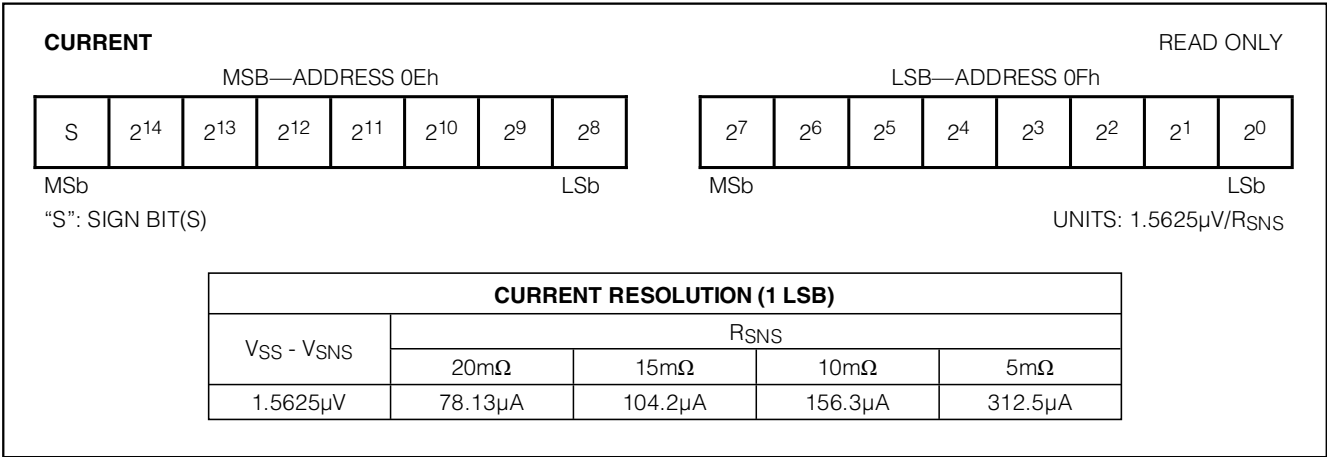 CURRENT READ ONLY
MSB—ADDRESS 0Eh LSB—ADDRESS 0Fh
S 2¹⁴ 2¹³ 2¹² 2¹¹ 2¹⁰ 2⁹ 2⁸ 2⁷ 2⁶ 2⁵ 2⁴ 2³ 2² 2¹ 2⁰
MSb LSb MSb LSb
“S”: SIGN BIT(S) UNITS: 1.5625µV/RSNS
CURRENT RESOLUTION (1 LSB)
VSS - VSNS RSNS
20mΩ 15mΩ 10mΩ 5mΩ
1.5625µV 78.13µA 104.2µA 156.3µA 312.5µA